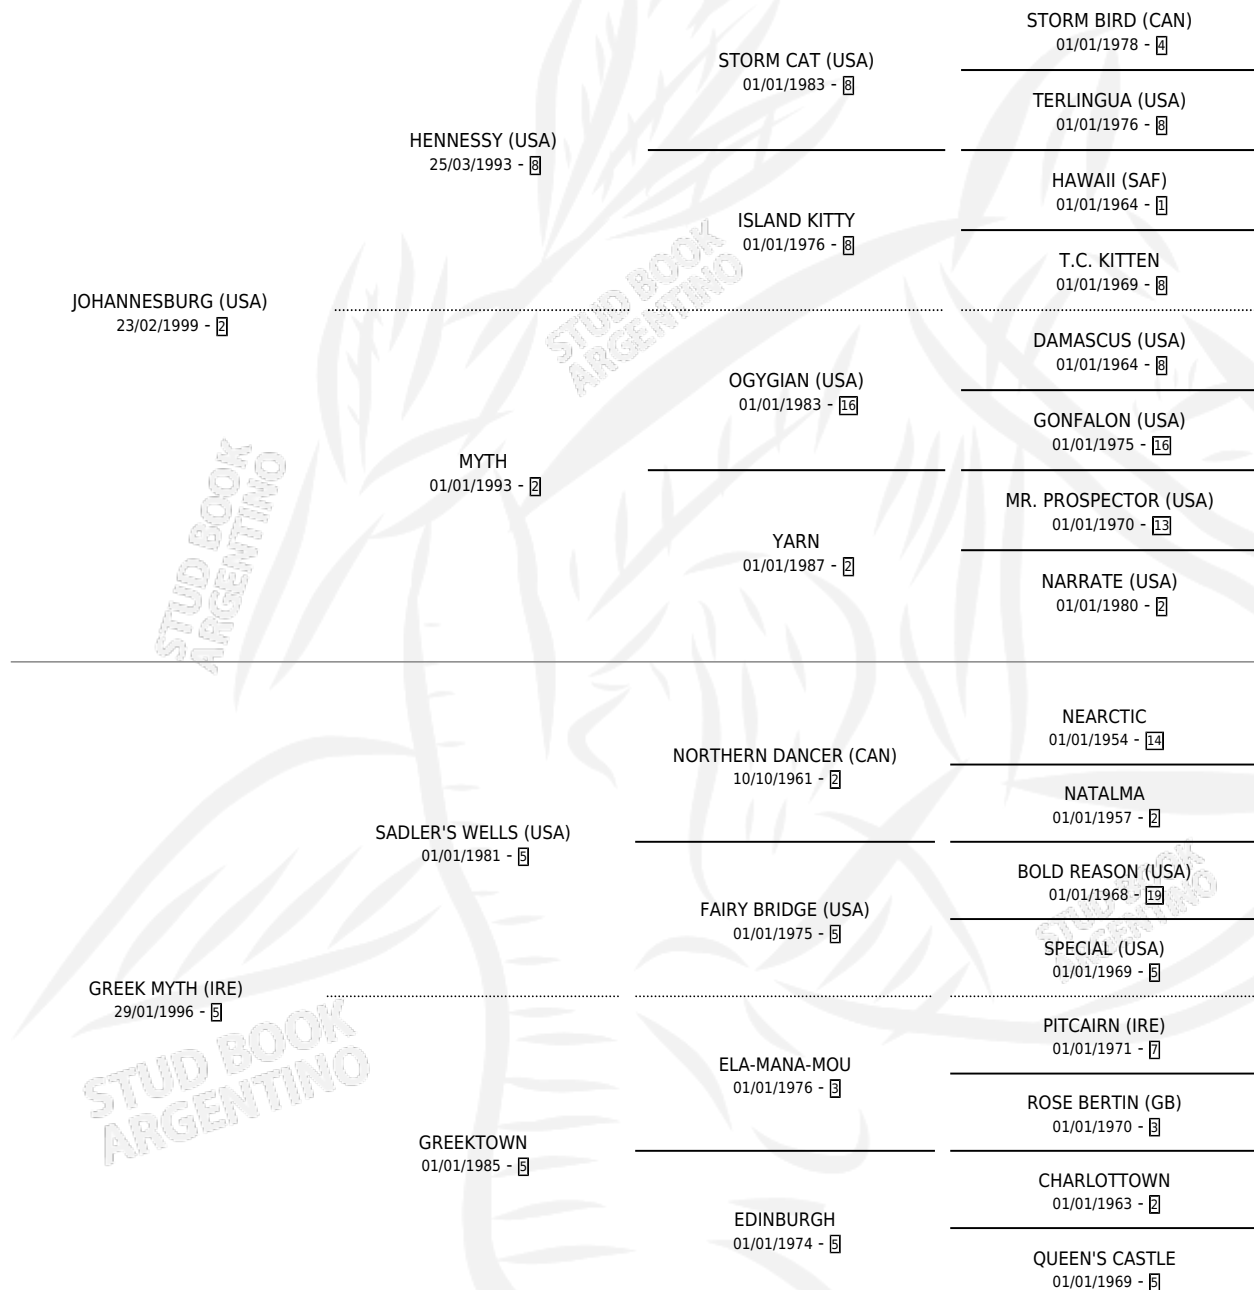 STORM BIRD (CAN)
01/01/1978 - 4
STORM CAT (USA)
01/01/1983 - 8
TERLINGUA (USA)
01/01/1976 - 8
HENNESSY (USA)
25/03/1993 - 8
HAWAII (SAF)
01/01/1964 - 1
ISLAND KITTY
01/01/1976 - 8
T.C. KITTEN
01/01/1969 - 8
JOHANNESBURG (USA)
23/02/1999 - 2
DAMASCUS (USA)
01/01/1964 - 8
OGYGIAN (USA)
01/01/1983 - 16
GONFALON (USA)
01/01/1975 - 16
MYTH
01/01/1993 - 2
MR. PROSPECTOR (USA)
01/01/1970 - 13
YARN
01/01/1987 - 2
NARRATE (USA)
01/01/1980 - 2
NEARCTIC
01/01/1954 - 14
NORTHERN DANCER (CAN)
10/10/1961 - 2
NATALMA
01/01/1957 - 2
SADLER'S WELLS (USA)
01/01/1981 - 5
BOLD REASON (USA)
01/01/1968 - 19
FAIRY BRIDGE (USA)
01/01/1975 - 5
SPECIAL (USA)
01/01/1969 - 5
GREEK MYTH (IRE)
29/01/1996 - 5
PITCAIRN (IRE)
01/01/1971 - 7
ELA-MANA-MOU
01/01/1976 - 3
ROSE BERTIN (GB)
01/01/1970 - 3
GREEKTOWN
01/01/1985 - 5
CHARLOTTOWN
01/01/1963 - 2
EDINBURGH
01/01/1974 - 5
QUEEN'S CASTLE
01/01/1969 - 5
STUD BOOK
ARGENTINO
STUD BOOK
ARGENTINO
STUD BOOK
ARGENTINO
STUD BOOK
ARGENTINO